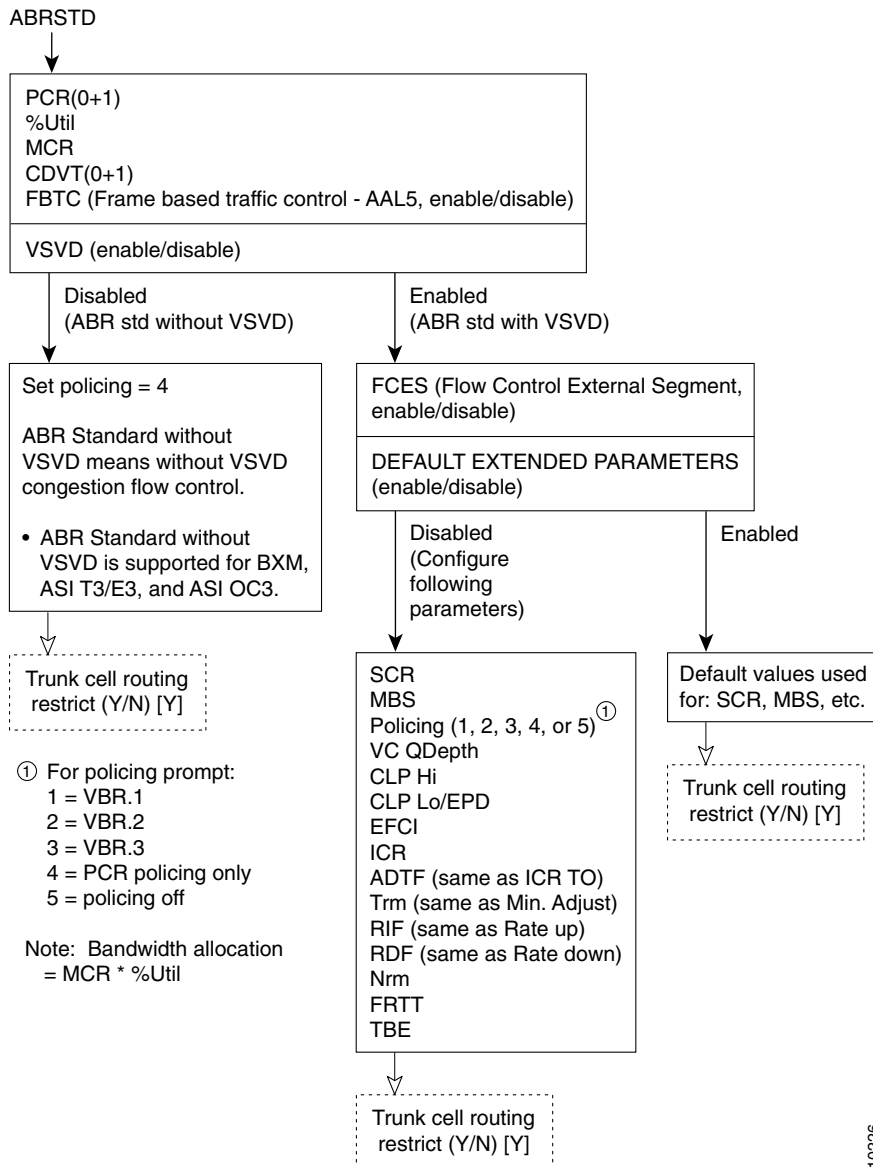 ABRSTD
PCR(0+1)
%Util
MCR
CDVT(0+1)
FBTC (Frame based traffic control - AAL5, enable/disable)
VSVD (enable/disable)
Disabled
(ABR std without VSVD)
Enabled
(ABR std with VSVD)
Set policing = 4
ABR Standard without
VSVD means without VSVD
congestion flow control.
• ABR Standard without
VSVD is supported for BXM,
ASI T3/E3, and ASI OC3.
Trunk cell routing
restrict (Y/N) [Y]
① For policing prompt:
1 = VBR.1
2 = VBR.2
3 = VBR.3
4 = PCR policing only
5 = policing off
Note: Bandwidth allocation
= MCR * %Util
FCES (Flow Control External Segment,
enable/disable)
DEFAULT EXTENDED PARAMETERS
(enable/disable)
Disabled
(Configure
following
parameters)
Enabled
SCR
MBS
Policing (1, 2, 3, 4, or 5) ①
VC QDepth
CLP Hi
CLP Lo/EPD
EFCI
ICR
ADTF (same as ICR TO)
Trm (same as Min. Adjust)
RIF (same as Rate up)
RDF (same as Rate down)
Nrm
FRTT
TBE
Trunk cell routing
restrict (Y/N) [Y]
Default values used
for: SCR, MBS, etc.
Trunk cell routing
restrict (Y/N) [Y]